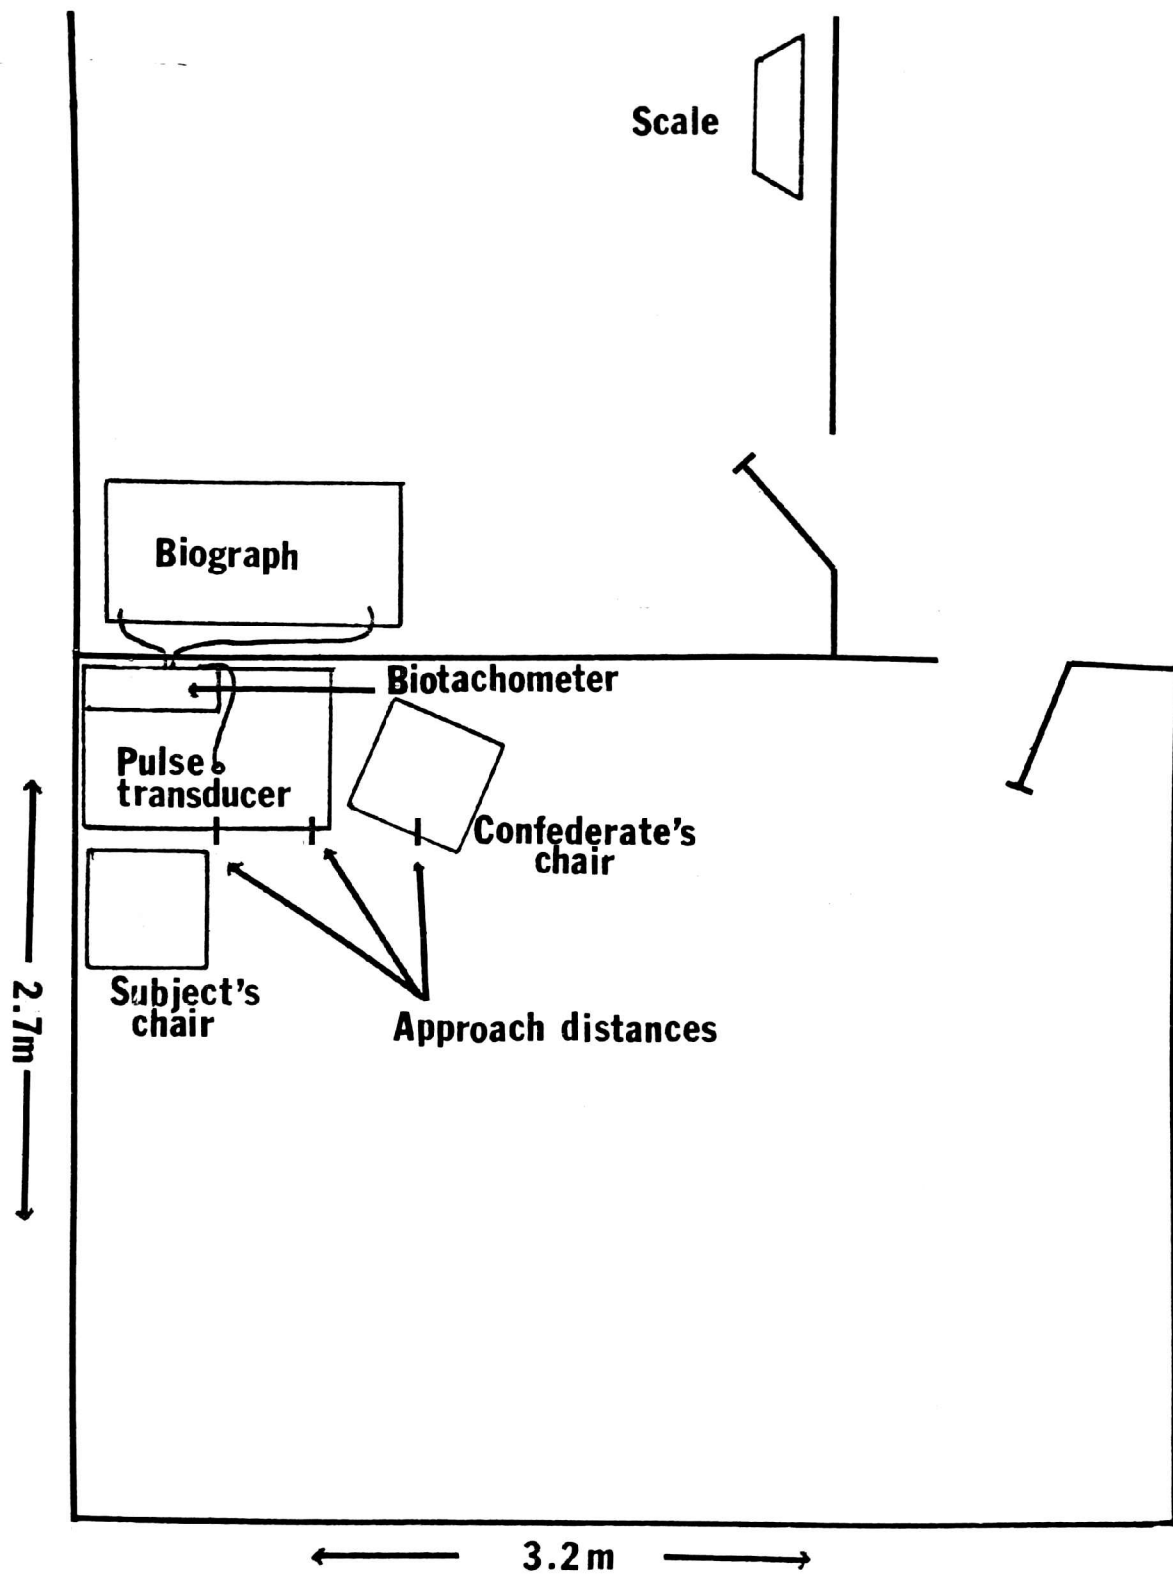 Scale
Biograph
Biotachometer
Pulse
transducer
Confederate's
chair
Subject's
chair
Approach distances
2.7m
3.2m